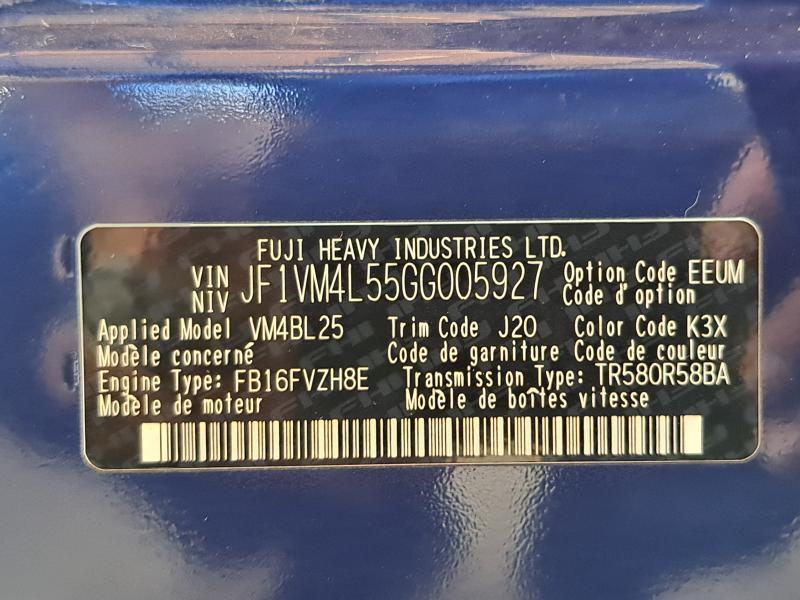 FUJI HEAVY INDUSTRIES LTD.
VIN NIV JF1VM4L55GG005927 Option Code EEUM
Code d'option
Applied Model VM4BL25 Trim Code J20 Color Code K3X
Modèle concerné Code de garniture Code de couleur
Engine Type: FB16FVZH8E Transmission Type: TR580R58BA
Modèle de moteur Modèle de boîtes vitesse